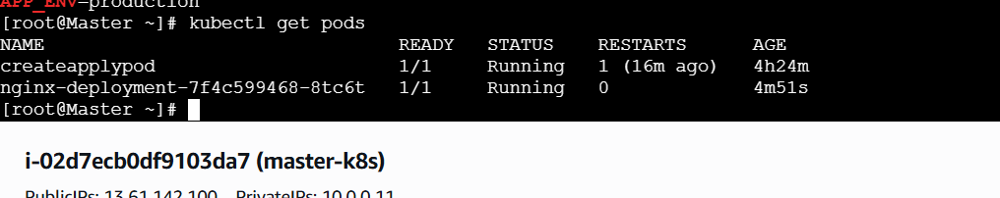 APP_ENV=production
[root@Master ~]# kubectl get pods
NAME READY STATUS RESTARTS AGE
createapplypod 1/1 Running 1 (16m ago) 4h24m
nginx-deployment-7f4c599468-8tc6t 1/1 Running 0 4m51s
[root@Master ~]#
i-02d7ecb0df9103da7 (master-k8s)
PublicIPs: 13.61.142.100 PrivateIPs: 10.0.0.11